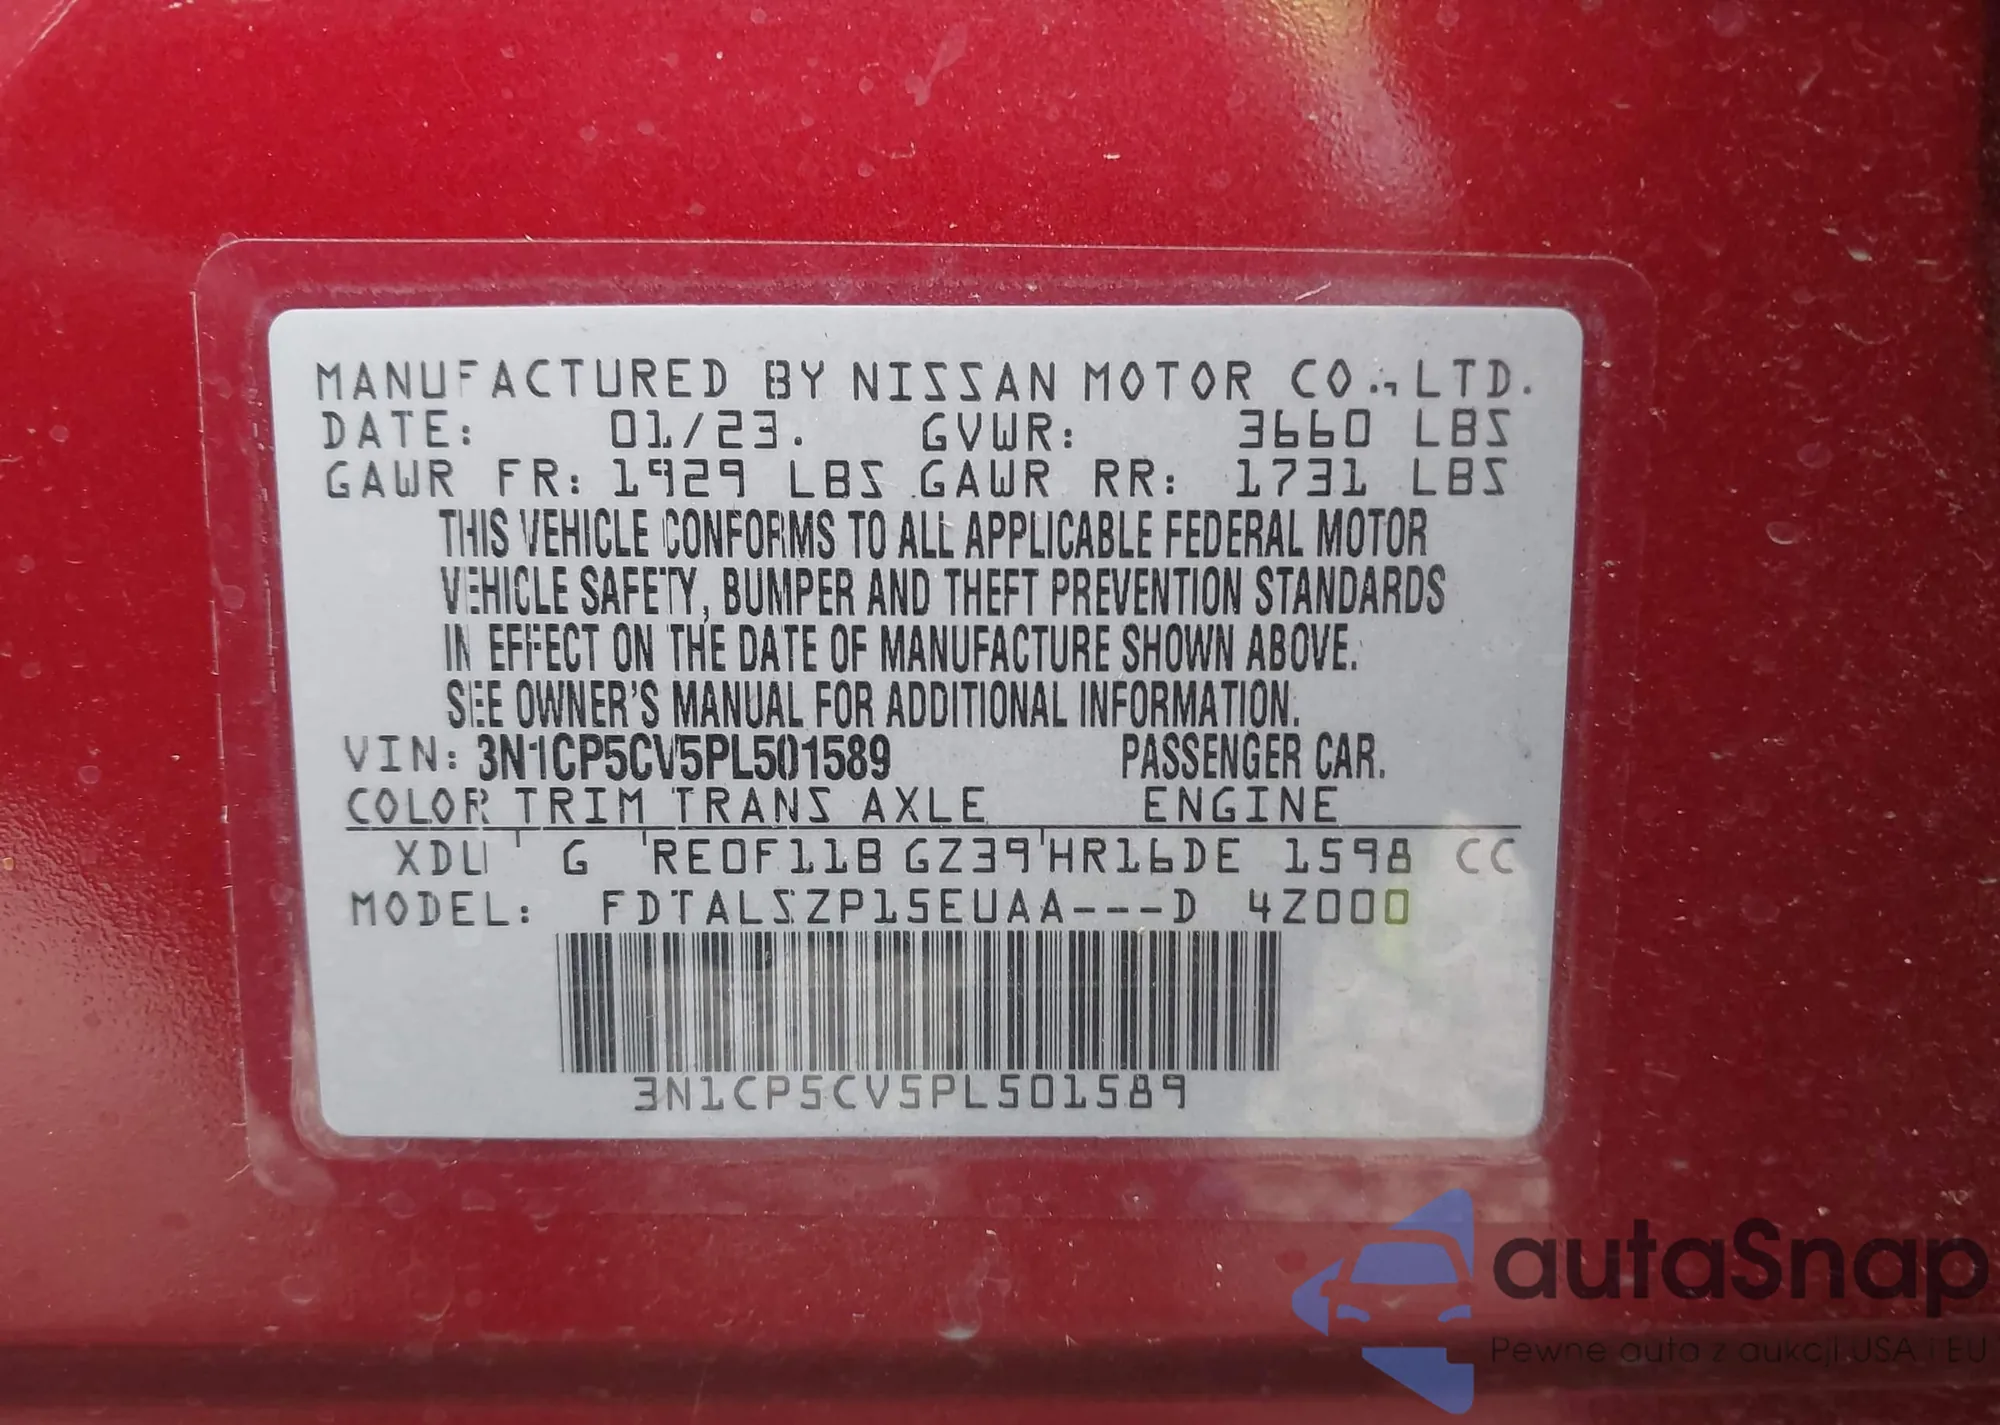 MANUFACTURED BY NISSAN MOTOR CO., LTD.
DATE: 01/23. GVWR: 3660 LBS
GAWR FR: 1929 LBS GAWR RR: 1731 LBS
THIS VEHICLE CONFORMS TO ALL APPLICABLE FEDERAL MOTOR
VEHICLE SAFETY, BUMPER AND THEFT PREVENTION STANDARDS
IN EFFECT ON THE DATE OF MANUFACTURE SHOWN ABOVE.
SEE OWNER'S MANUAL FOR ADDITIONAL INFORMATION.
VIN: 3N1CP5CV5PL501589 PASSENGER CAR.
COLOR TRIM TRANS AXLE ENGINE
XDU G RE0F11B GZ39 HR16DE 1598 CC
MODEL: FDTALSZP15EUAA---D 4Z000
3N1CP5CV5PL501589
autaSnap
Pewne auta z aukcji USA i EU